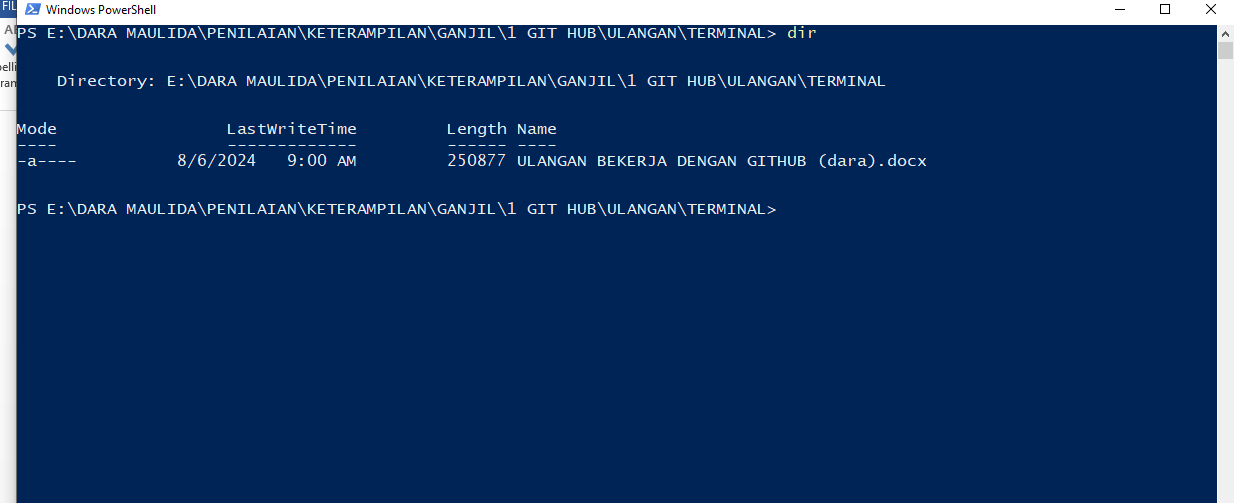 FIL
Windows PowerShell
PS E:\DARA MAULIDA\PENILAIAN\KETERAMPILAN\GANJIL\1 GIT HUB\ULANGAN\TERMINAL> dir
Directory: E:\DARA MAULIDA\PENILAIAN\KETERAMPILAN\GANJIL\1 GIT HUB\ULANGAN\TERMINAL
Mode LastWriteTime Length Name
---- ------------- ------ ----
-a---- 8/6/2024 9:00 AM 250877 ULANGAN BEKERJA DENGAN GITHUB (dara).docx
PS E:\DARA MAULIDA\PENILAIAN\KETERAMPILAN\GANJIL\1 GIT HUB\ULANGAN\TERMINAL>